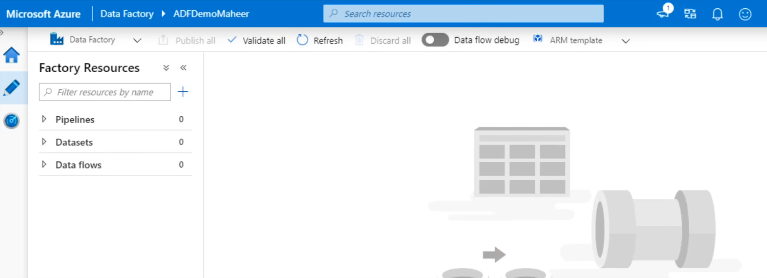 Microsoft Azure Data Factory ▸ ADFDemoMaheer Search resources 1
Data Factory Publish all Validate all Refresh Discard all Data flow debug ARM template
Factory Resources
Filter resources by name
Pipelines 0
Datasets 0
Data flows 0